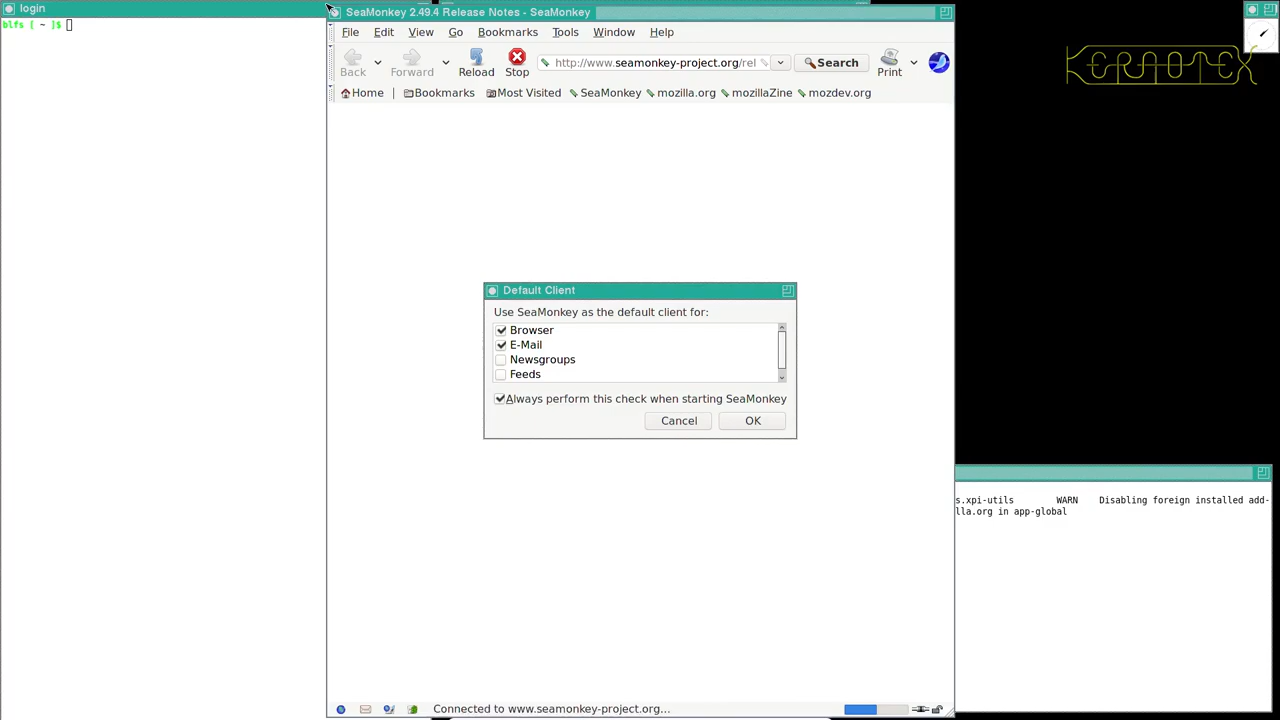 login
blfs [ ~ ]$
SeaMonkey 2.49.4 Release Notes - SeaMonkey
File Edit View Go Bookmarks Tools Window Help
Back Forward Reload Stop http://www.seamonkey-project.org/rel Search Print
Home Bookmarks Most Visited SeaMonkey mozilla.org mozillaZine mozdev.org
Default Client
Use SeaMonkey as the default client for:
Browser
E-Mail
Newsgroups
Feeds
Always perform this check when starting SeaMonkey
Cancel OK
Connected to www.seamonkey-project.org...
KERNOTEX
s.xpi-utils WARN Disabling foreign installed add-
lla.org in app-global